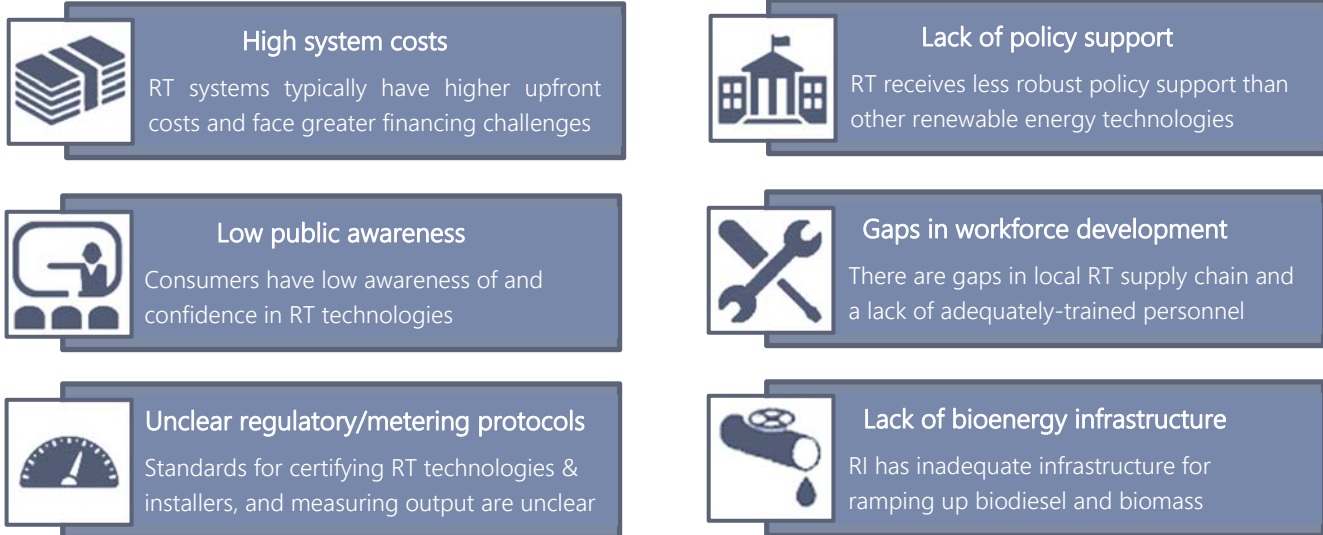 High system costs
RT systems typically have higher upfront
costs and face greater financing challenges
Lack of policy support
RT receives less robust policy support than
other renewable energy technologies
Low public awareness
Consumers have low awareness of and
confidence in RT technologies
Gaps in workforce development
There are gaps in local RT supply chain and
a lack of adequately-trained personnel
Unclear regulatory/metering protocols
Standards for certifying RT technologies &
installers, and measuring output are unclear
Lack of bioenergy infrastructure
RI has inadequate infrastructure for
ramping up biodiesel and biomass